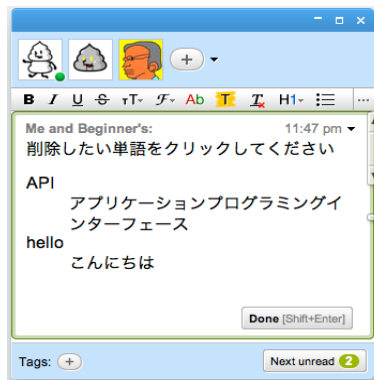 B I U S тT F Ab T T H1 ...
Me and Beginner's: 11:47 pm
削除したい単語をクリックしてください
API
アプリケーションプログラミングイ
ンターフェース
hello
こんにちは
Done [Shift+Enter]
Tags: + Next unread 2